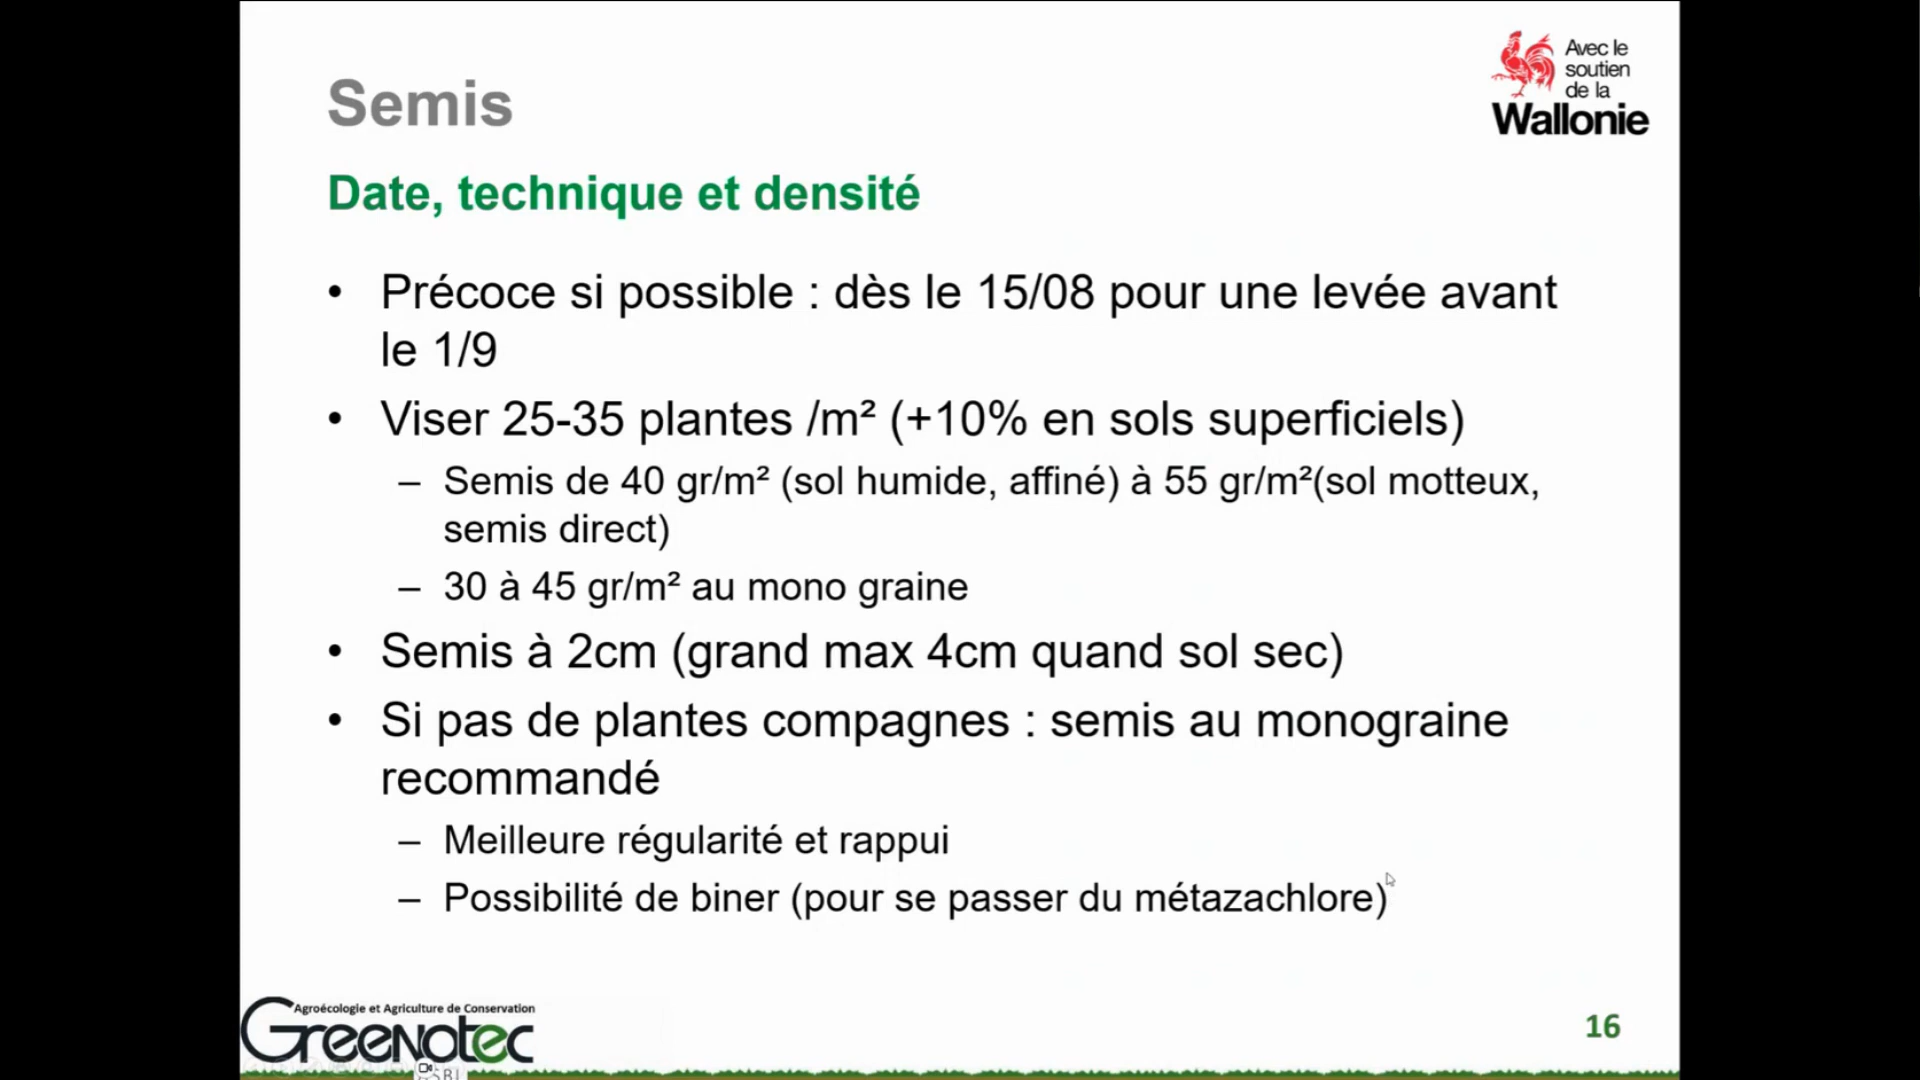 Avec le
soutien
de la
Wallonie
Semis
Date, technique et densité
• Précoce si possible : dès le 15/08 pour une levée avant
le 1/9
• Viser 25-35 plantes /m² (+10% en sols superficiels)
– Semis de 40 gr/m² (sol humide, affiné) à 55 gr/m²(sol motteux,
semis direct)
– 30 à 45 gr/m² au mono graine
• Semis à 2cm (grand max 4cm quand sol sec)
• Si pas de plantes compagnes : semis au monograine
recommandé
– Meilleure régularité et rappui
– Possibilité de biner (pour se passer du métazachlore)
Agroécologie et Agriculture de Conservation
Greenotec
16